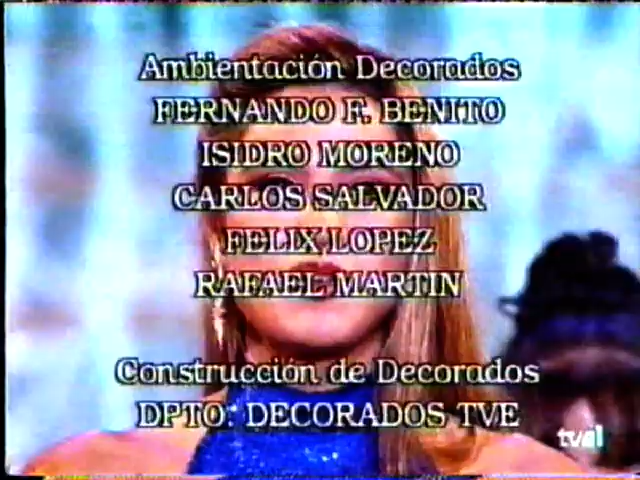 Ambientación Decorados
FERNANDO F. BENITO
ISIDRO MORENO
CARLOS SALVADOR
FELIX LOPEZ
RAFAEL MARTIN
Construcción de Decorados
DPTO: DECORADOS TVE
tve1